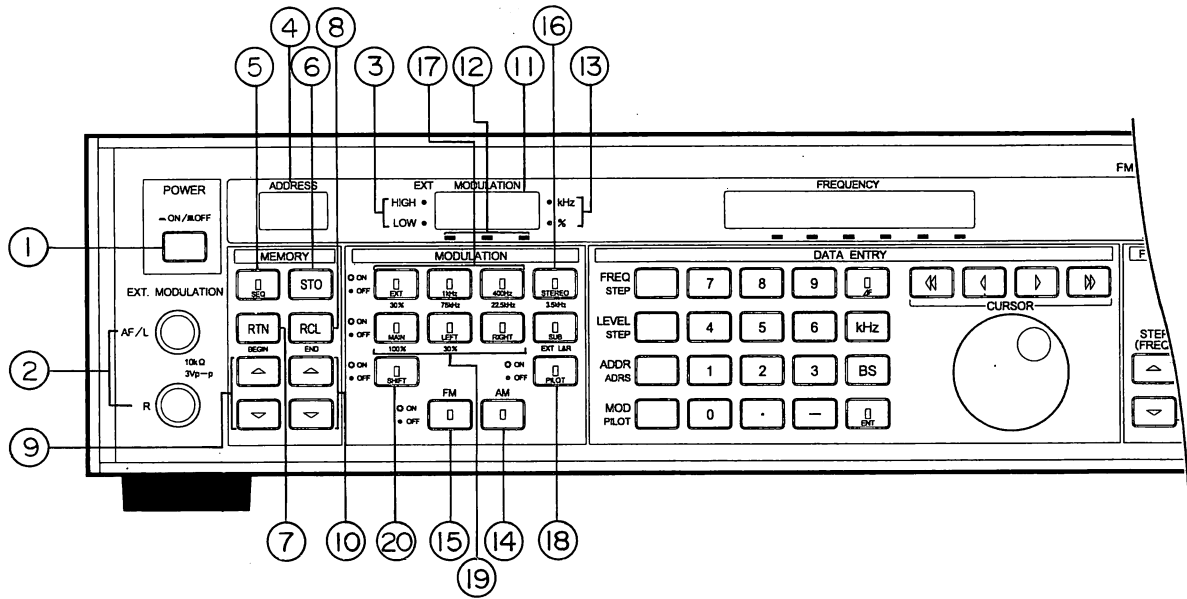 4 8 16
5 6 3 17 12 11 13
FM
POWER
ADDRESS
EXT MODULATION
FREQUENCY
HIGH
kHz
LOW
%
ON / OFF
1
MEMORY
MODULATION
DATA ENTRY
F
SEQ
STO
ON
OFF
EXT
1kHz
400Hz
STEREO
30%
75kHz
22.5kHz
3.5kHz
FREQ
STEP
7 8 9
AF
CURSOR
EXT. MODULATION
AF/L
10kΩ
3Vp-p
R
2
RTN
RCL
BEGIN
END
ON
OFF
MAIN
LEFT
RIGHT
SUB
100%
30%
EXT L&R
LEVEL
STEP
4 5 6 kHz
ON
OFF
SHIFT
ON
OFF
PILOT
ADDR
ADRS
1 2 3 BS
STEP
(FREQ
FM
AM
ON
OFF
MOD
PILOT
0 · —
ENT
9
7 10 20 15 14 18
19